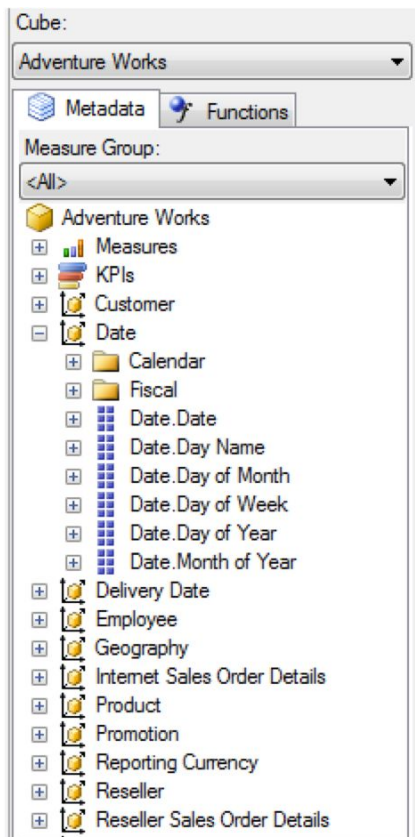 Cube:
Adventure Works
Metadata Functions
Measure Group:
<All>
Adventure Works
Measures
KPIs
Customer
Date
Calendar
Fiscal
Date.Date
Date.Day Name
Date.Day of Month
Date.Day of Week
Date.Day of Year
Date.Month of Year
Delivery Date
Employee
Geography
Internet Sales Order Details
Product
Promotion
Reporting Currency
Reseller
Reseller Sales Order Details